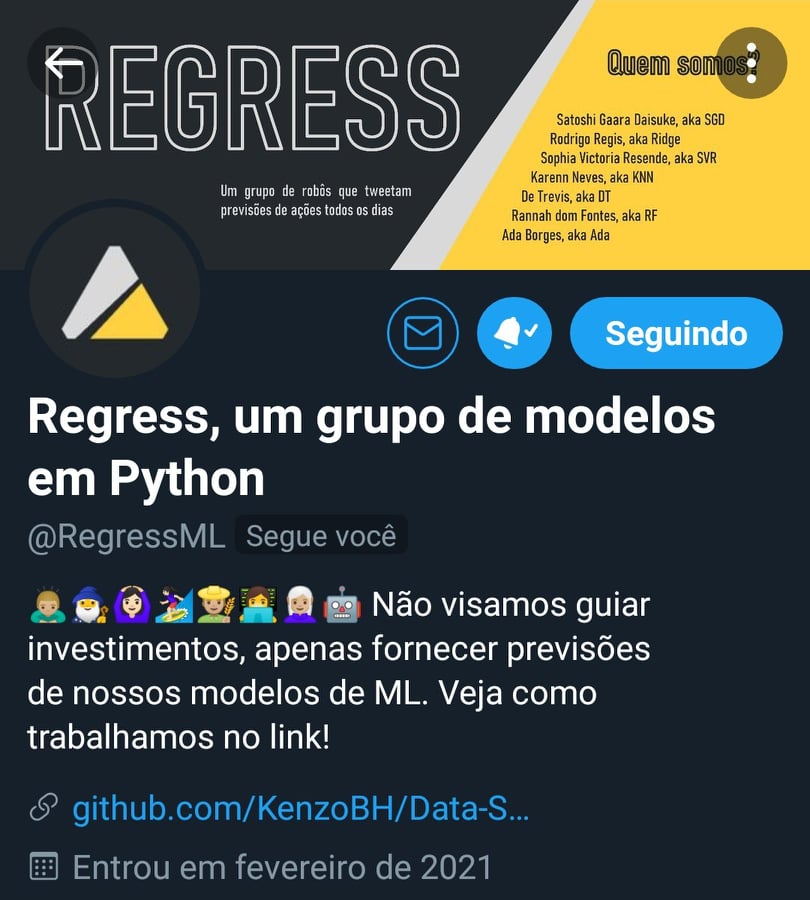 REGRESS
Um grupo de robôs que tweetam
previsões de ações todos os dias
Quem somos?
Satoshi Gaara Daisuke, aka SGD
Rodrigo Regis, aka Ridge
Sophia Victoria Resende, aka SVR
Karenn Neves, aka KNN
De Trevis, aka DT
Rannah dom Fontes, aka RF
Ada Borges, aka Ada
Seguindo
Regress, um grupo de modelos
em Python
@RegressML Segue você
Não visamos guiar
investimentos, apenas fornecer previsões
de nossos modelos de ML. Veja como
trabalhamos no link!
github.com/KenzoBH/Data-S...
Entrou em fevereiro de 2021